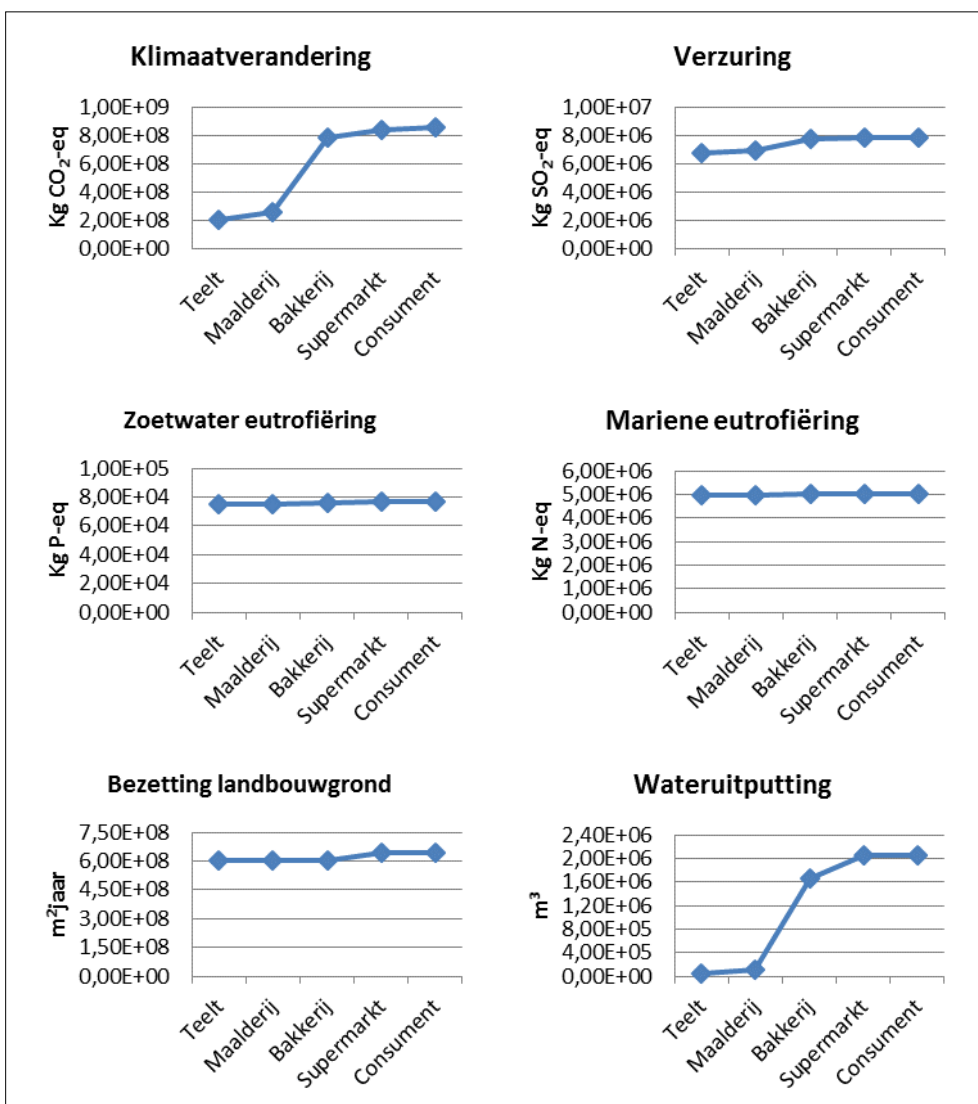 Klimaatverandering
Kg CO₂-eq
1,00E+09
8,00E+08
6,00E+08
4,00E+08
2,00E+08
0,00E+00
Teelt
Maalderij
Bakkerij
Supermarkt
Consument
Verzuring
Kg SO₂-eq
1,00E+07
8,00E+06
6,00E+06
4,00E+06
2,00E+06
0,00E+00
Teelt
Maalderij
Bakkerij
Supermarkt
Consument
Zoetwater eutrofiëring
Kg P-eq
1,00E+05
8,00E+04
6,00E+04
4,00E+04
2,00E+04
0,00E+00
Teelt
Maalderij
Bakkerij
Supermarkt
Consument
Mariene eutrofiëring
Kg N-eq
6,00E+06
5,00E+06
4,00E+06
3,00E+06
2,00E+06
1,00E+06
0,00E+00
Teelt
Maalderij
Bakkerij
Supermarkt
Consument
Bezetting landbouwgrond
m²jaar
7,50E+08
6,00E+08
4,50E+08
3,00E+08
1,50E+08
0,00E+00
Teelt
Maalderij
Bakkerij
Supermarkt
Consument
Wateruitputting
m³
2,40E+06
2,00E+06
1,60E+06
1,20E+06
8,00E+05
4,00E+05
0,00E+00
Teelt
Maalderij
Bakkerij
Supermarkt
Consument